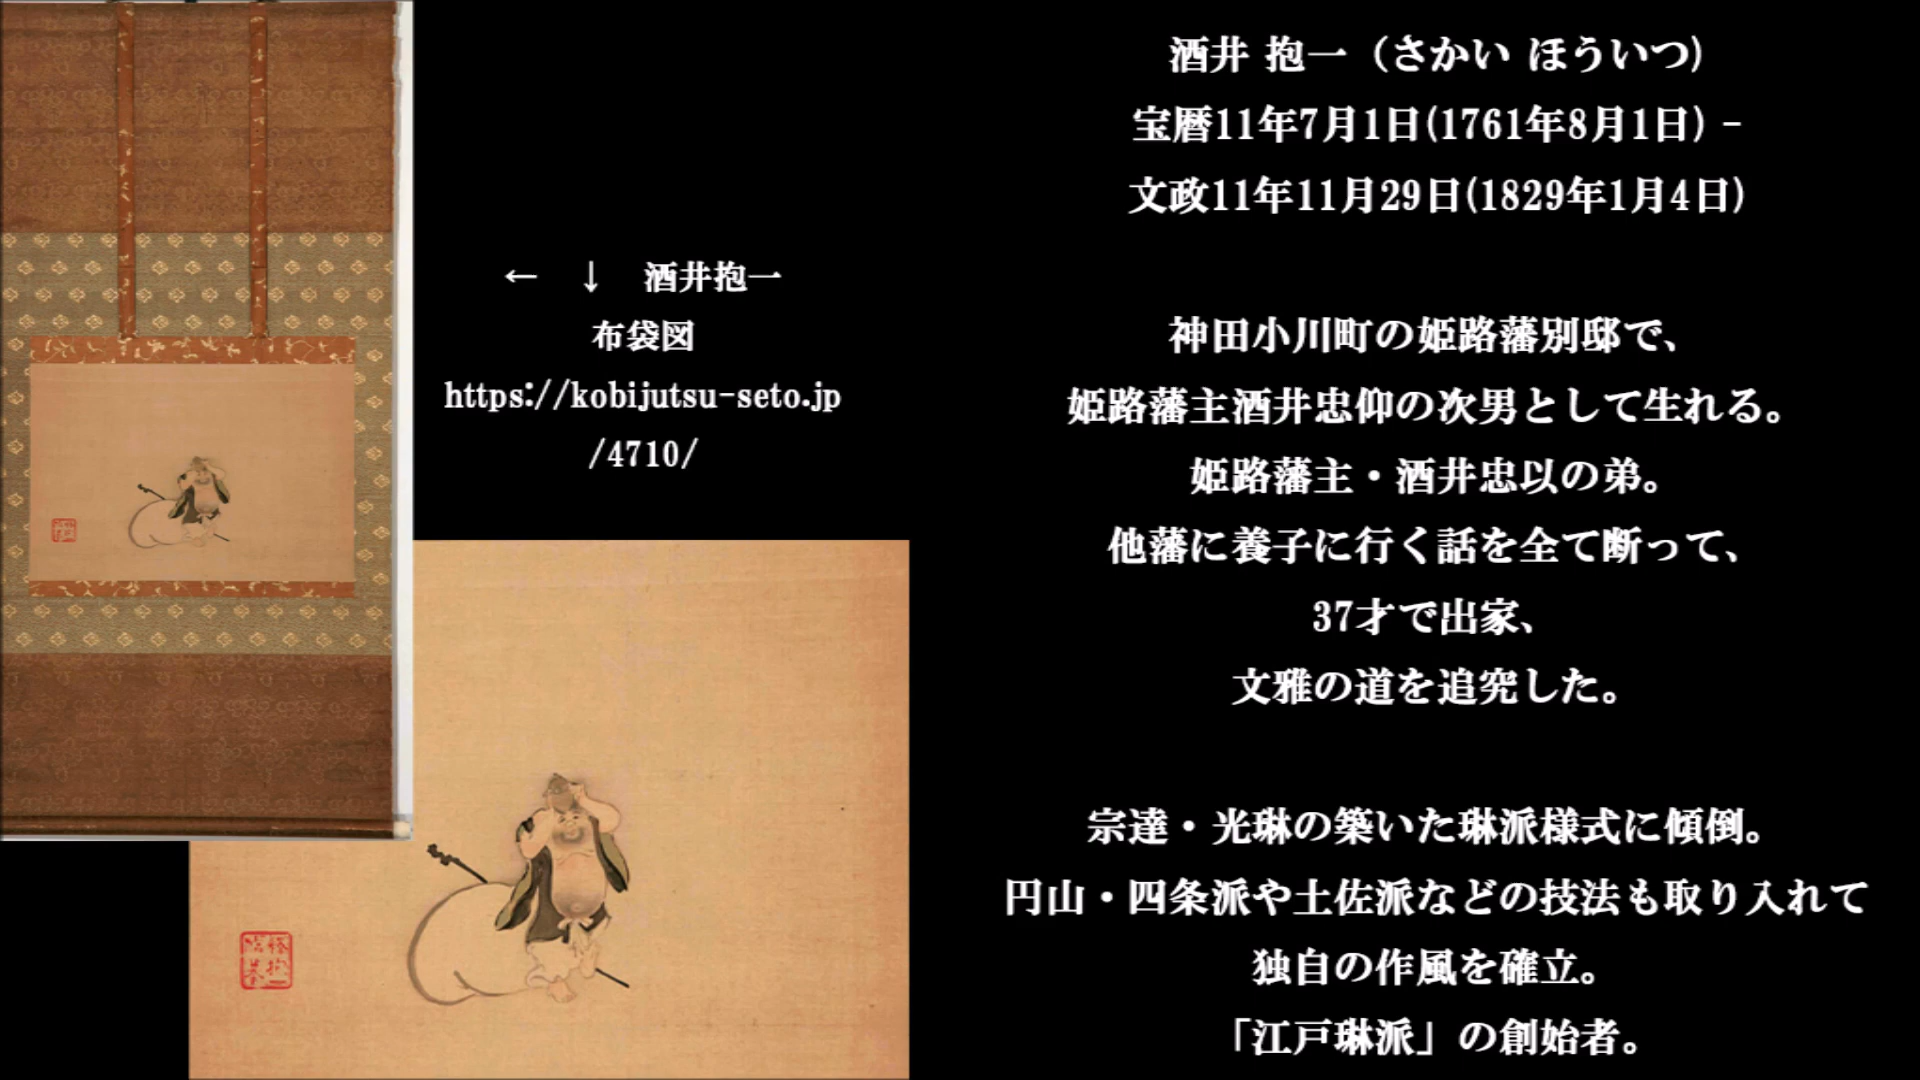 酒井 抱一（さかい ほういつ）
宝暦11年7月1日(1761年8月1日) -
文政11年11月29日(1829年1月4日)
神田小川町の姫路藩別邸で、
姫路藩主酒井忠仰の次男として生れる。
姫路藩主・酒井忠以の弟。
他藩に養子に行く話を全て断って、
37才で出家、
文雅の道を追究した。
宗達・光琳の築いた琳派様式に傾倒。
円山・四条派や土佐派などの技法も取り入れて
独自の作風を確立。
「江戸琳派」の創始者。
← ↓ 酒井抱一
布袋図
https://kobijutsu-seto.jp
/4710/